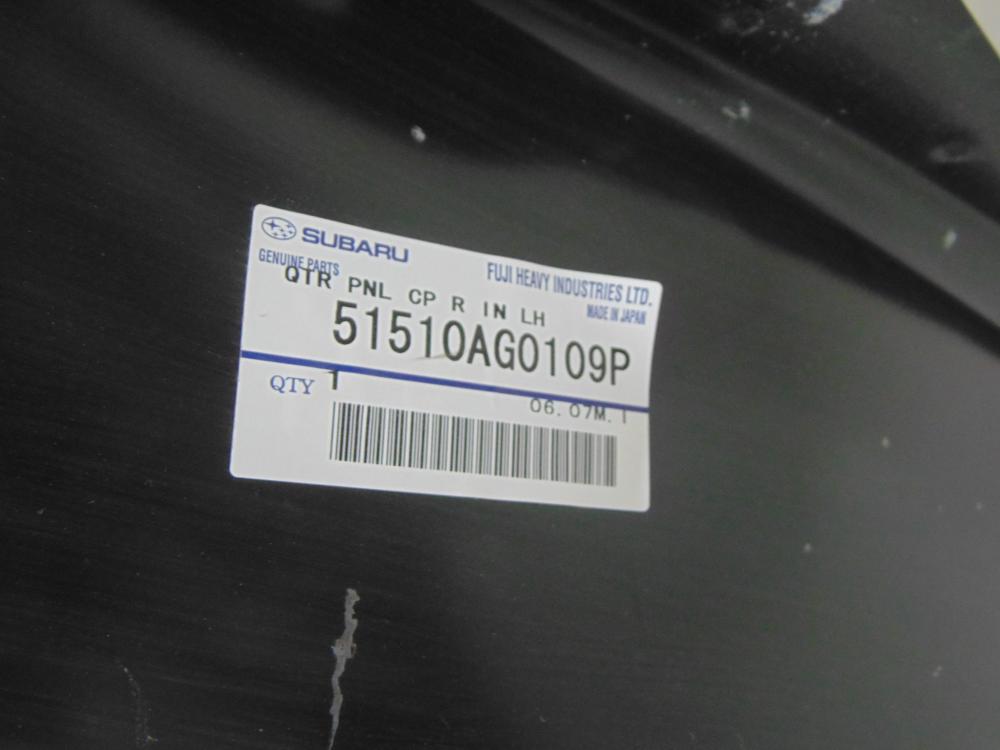 SUBARU
GENUINE PARTS
FUJI HEAVY INDUSTRIES LTD.
MADE IN JAPAN
QTR PNL CP R IN LH
51510AG0109P
QTY 1
06. 07M. I